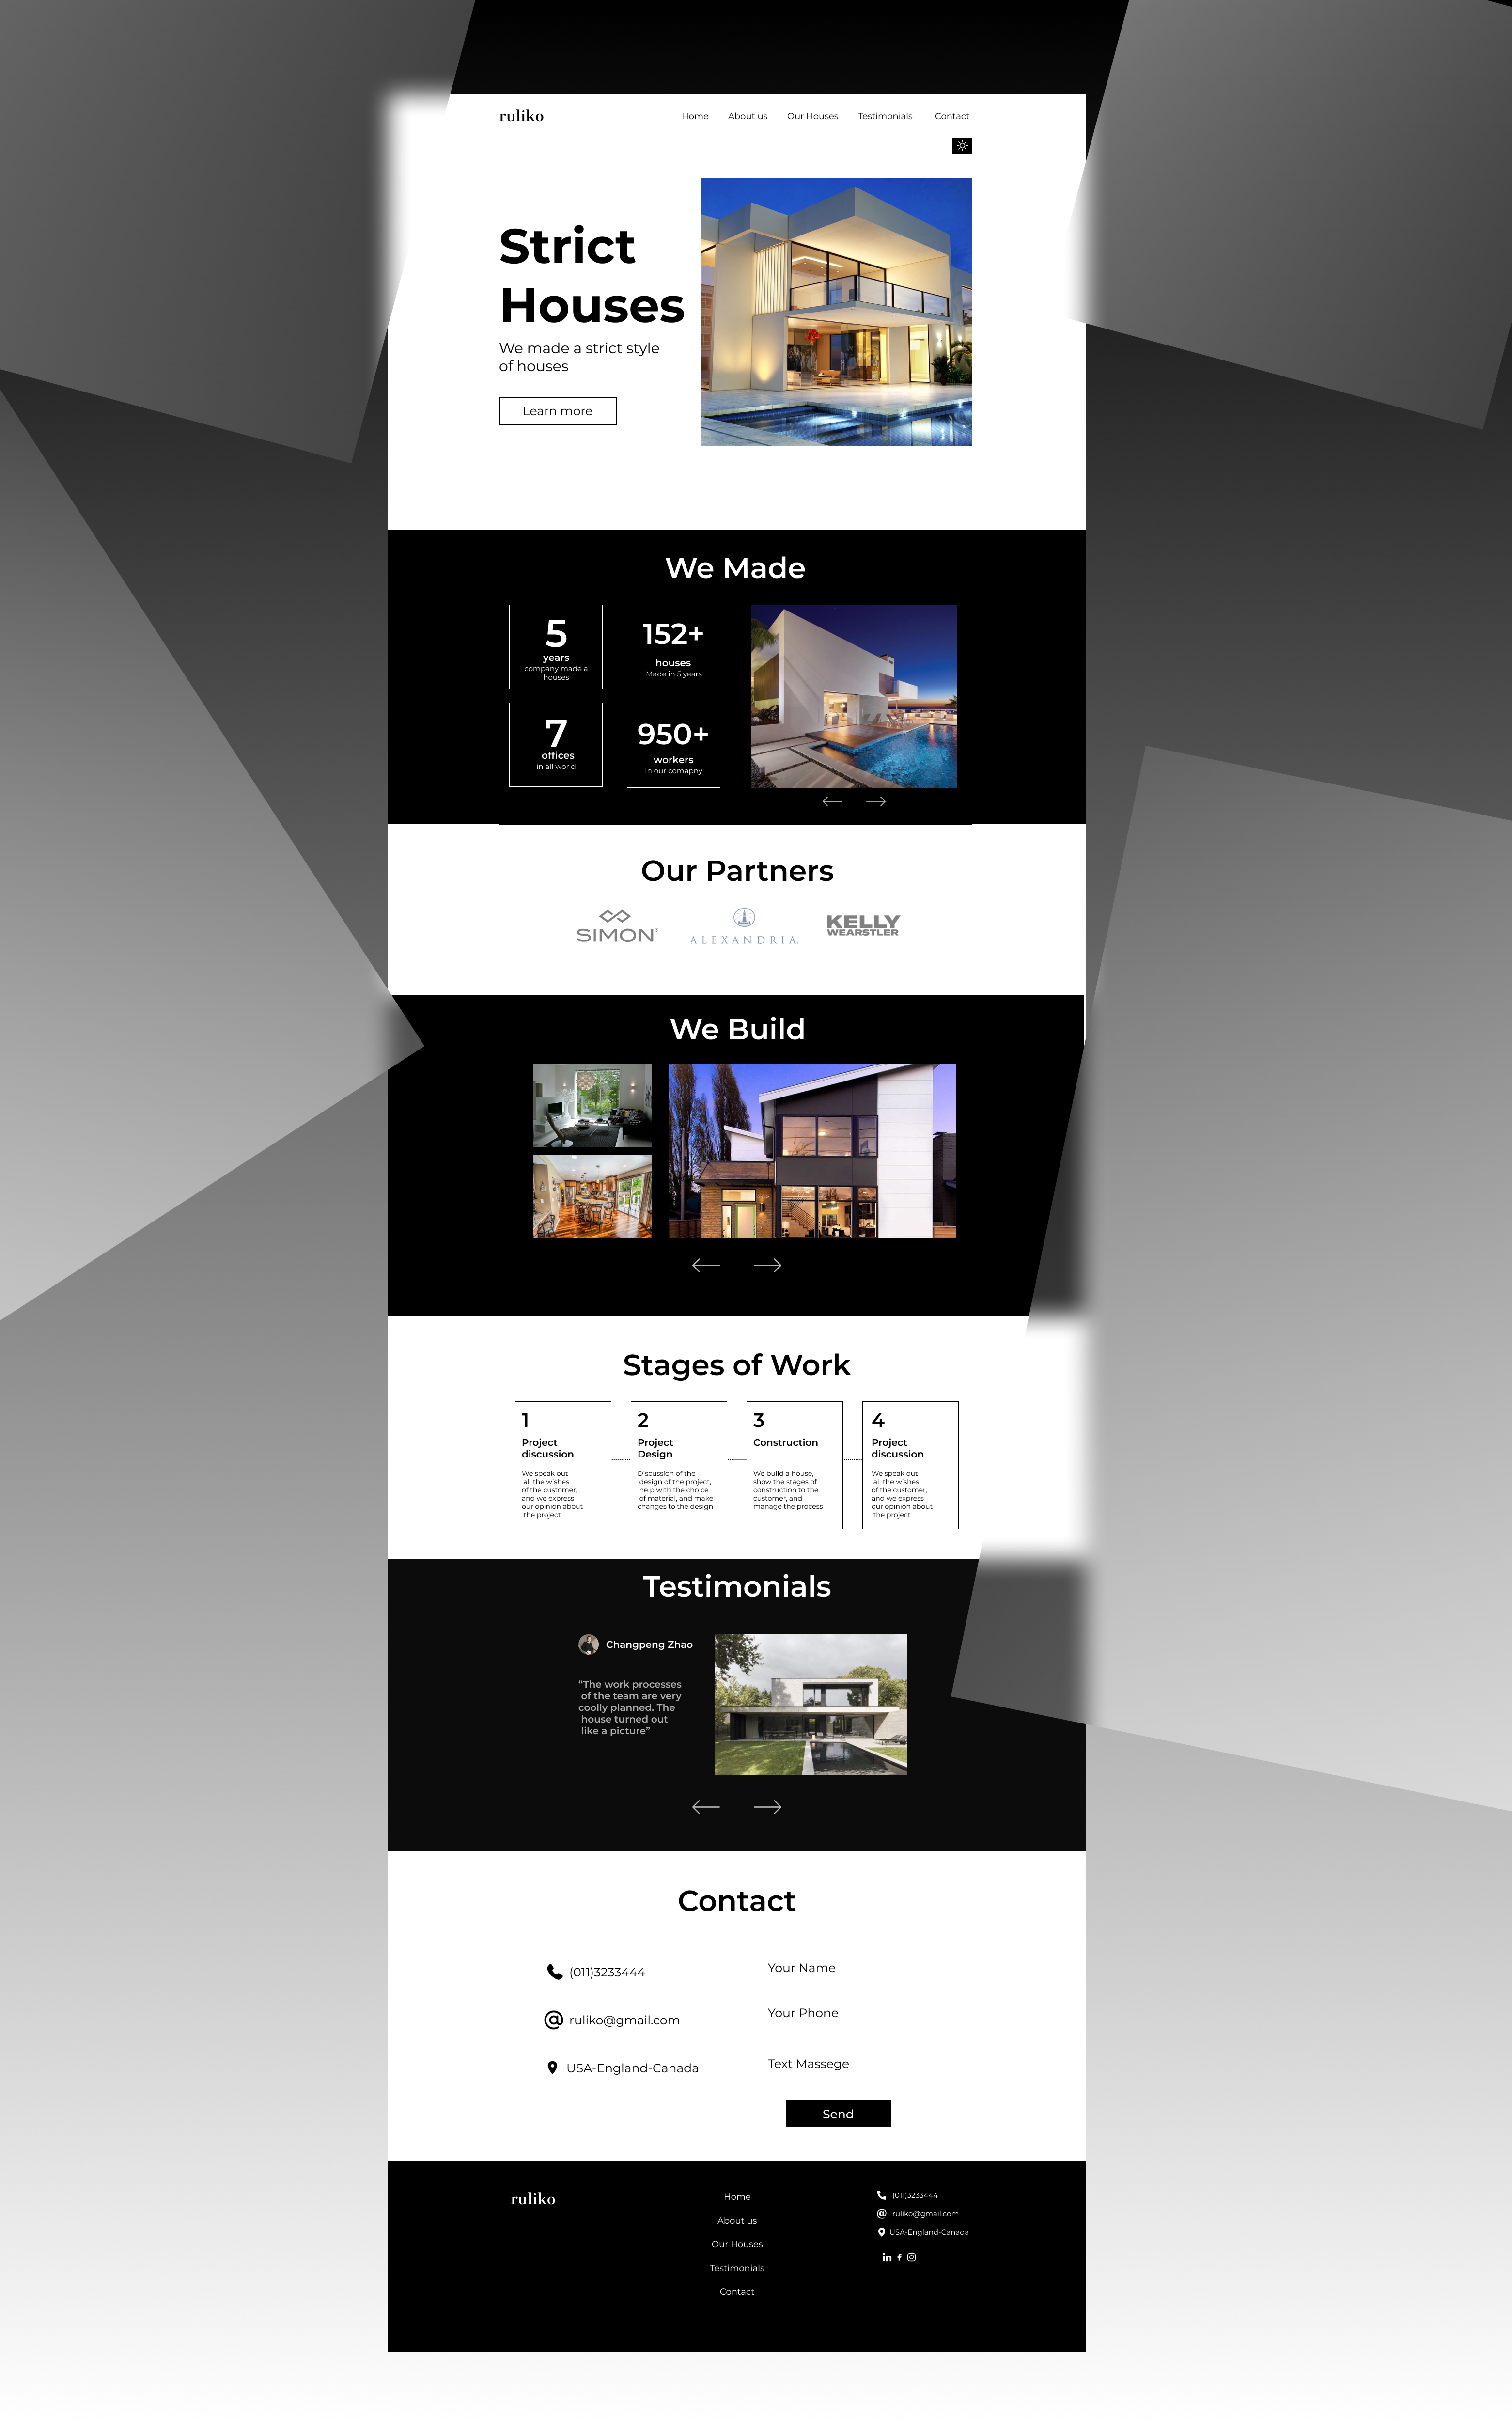 ruliko
Home
About us
Our Houses
Testimonials
Contact
Strict
Houses
We made a strict style
of houses
Learn more
We Made
5
years
company made a
houses
152+
houses
Made in 5 years
7
offices
in all world
950+
workers
In our comapny
Our Partners
SIMON®
ALEXANDRIA.
KELLY
WEARSTLER
We Build
Stages of Work
1
Project
discussion
We speak out
all the wishes
of the customer,
and we express
our opinion about
the project
2
Project
Design
Discussion of the
design of the project,
help with the choice
of material, and make
changes to the design
3
Construction
We build a house,
show the stages of
construction to the
customer, and
manage the process
4
Project
discussion
We speak out
all the wishes
of the customer,
and we express
our opinion about
the project
Testimonials
Changpeng Zhao
“The work processes
of the team are very
coolly planned. The
house turned out
like a picture”
Contact
(011)3233444
ruliko@gmail.com
USA-England-Canada
Your Name
Your Phone
Text Massege
Send
ruliko
Home
About us
Our Houses
Testimonials
Contact
(011)3233444
ruliko@gmail.com
USA-England-Canada